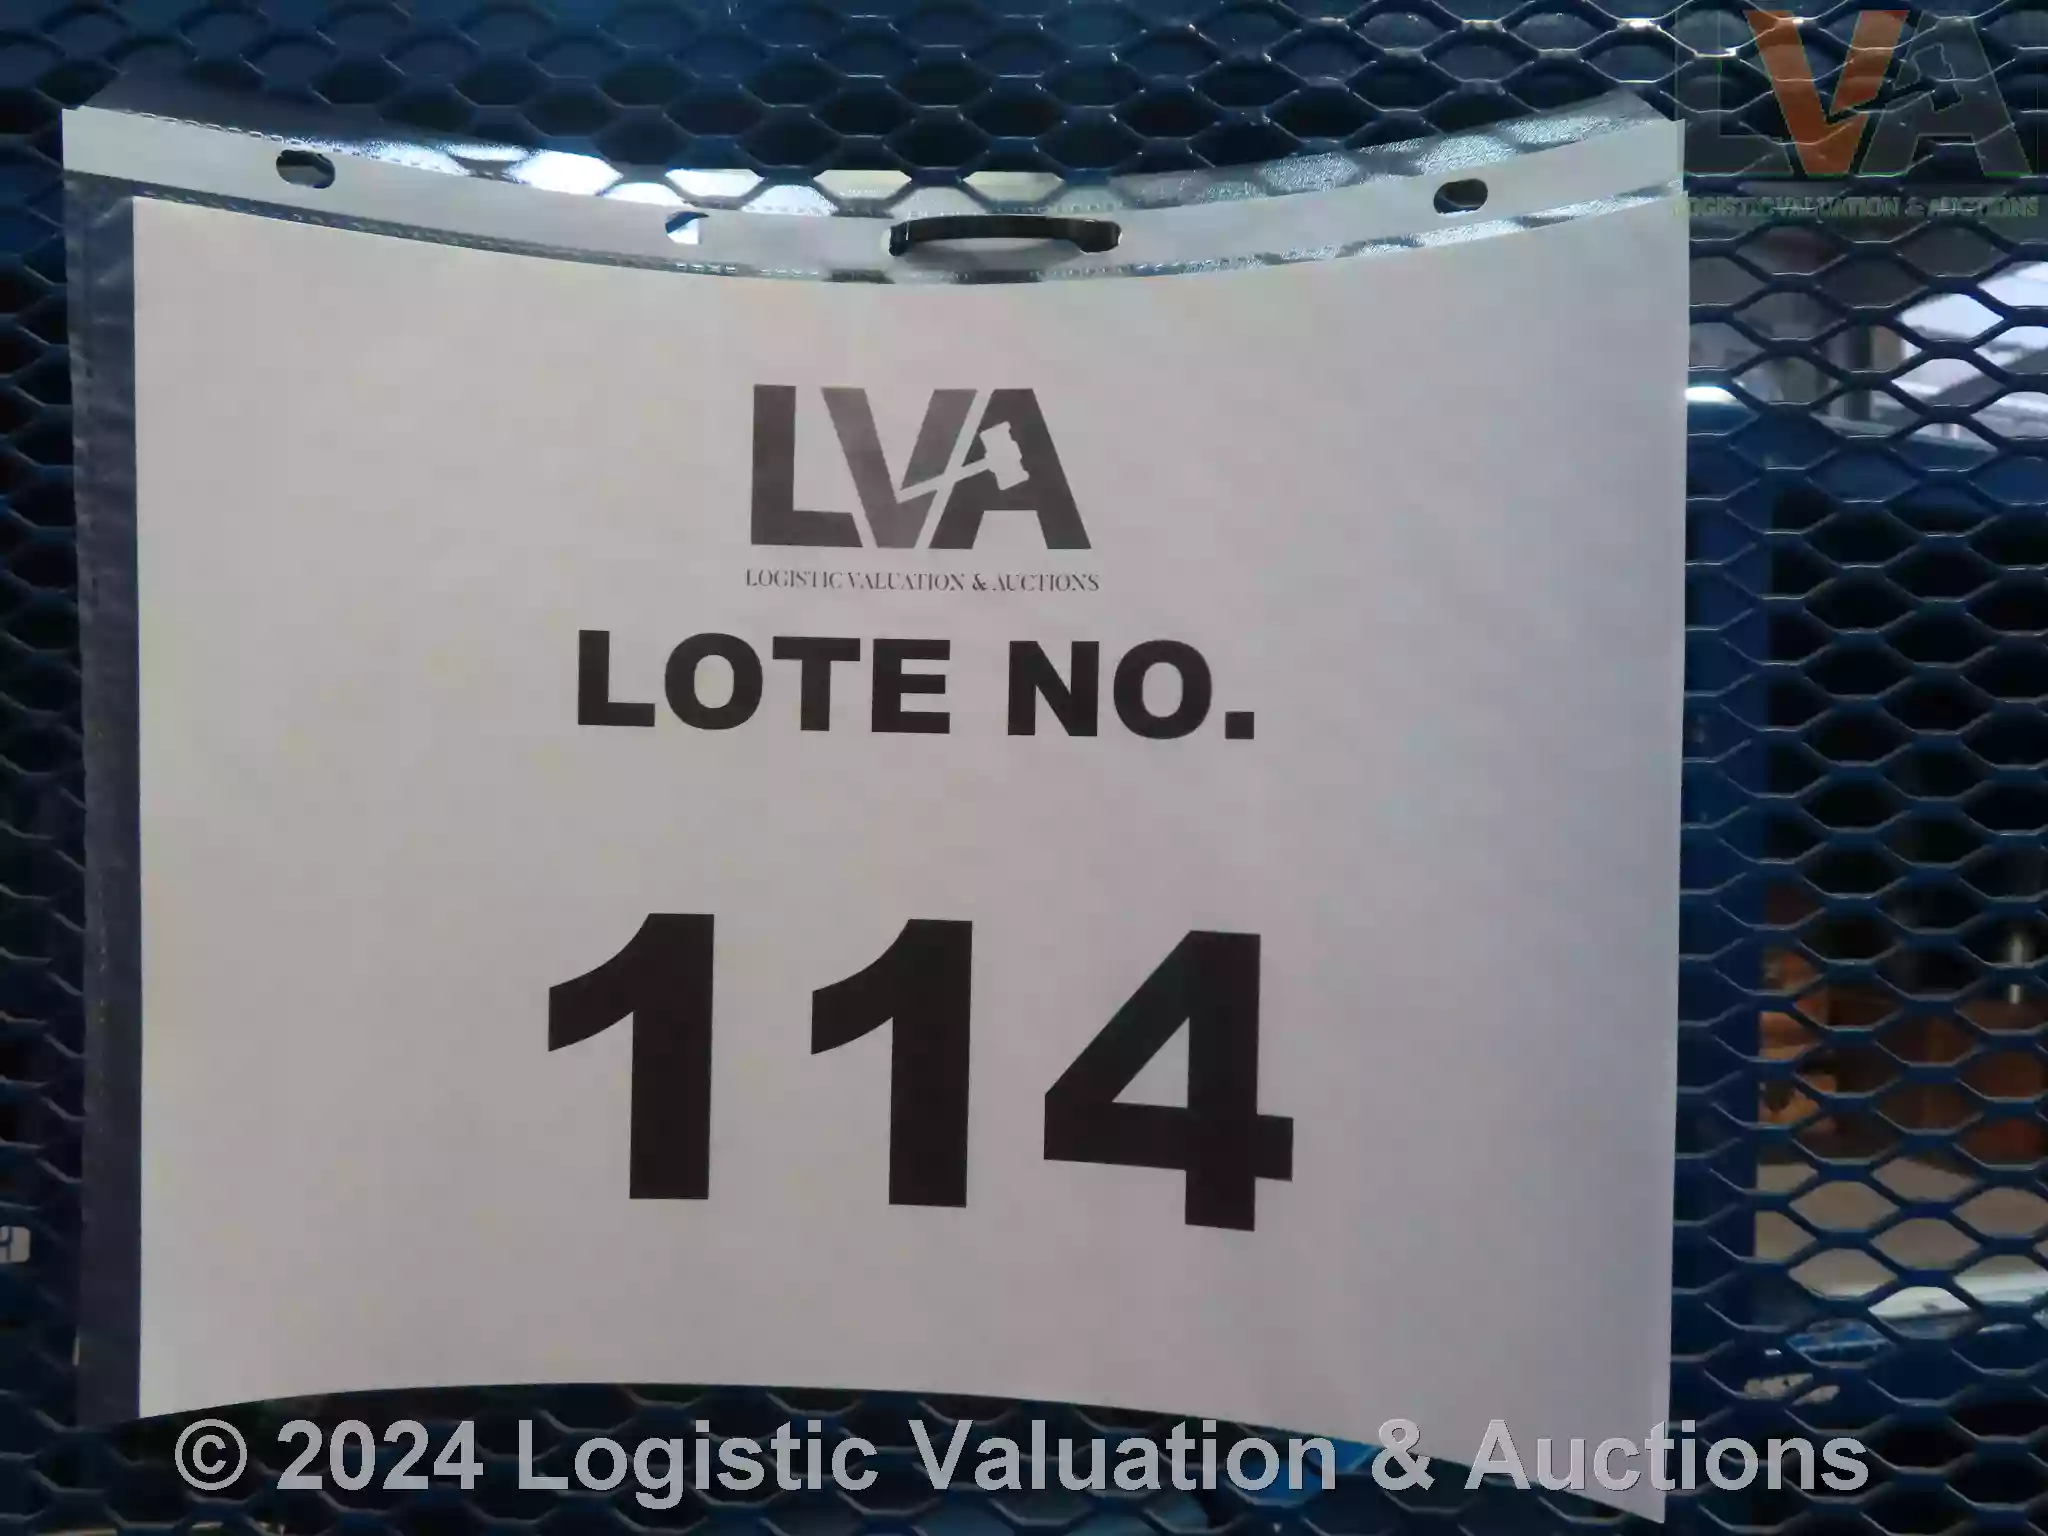 LVA
LOGISTIC VALUATION & AUCTIONS
LVA
LOGISTIC VALUATION & AUCTIONS
LOTE NO.
114
© 2024 Logistic Valuation & Auctions